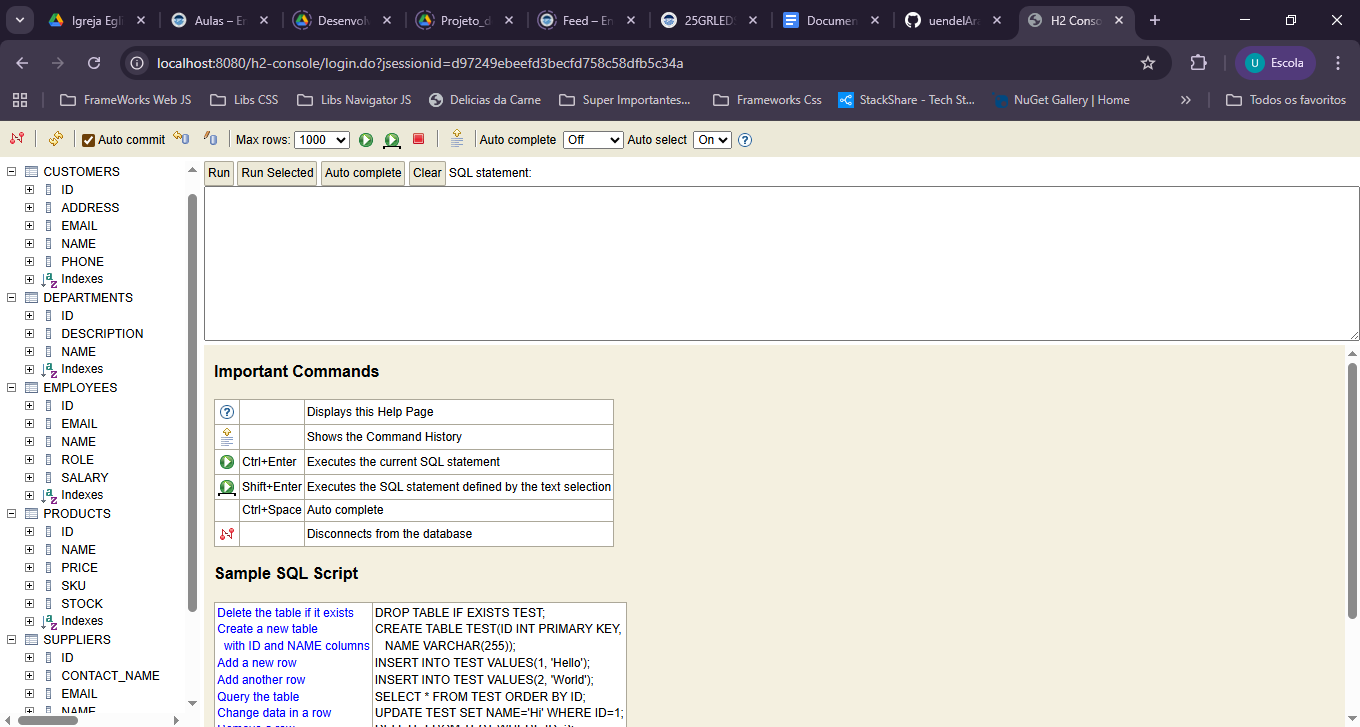 Igreja Egli
Aulas – Er
Desenvolv
Projeto_d
Feed – En
25GRLEDS
Documen
uendelAra
H2 Conso
localhost:8080/h2-console/login.do?jsessionid=d97249ebeefd3becfd758c58dfb5c34a
U Escola
FrameWorks Web JS
Libs CSS
Libs Navigator JS
Delicias da Carne
Super Importantes...
Frameworks Css
StackShare - Tech St...
NuGet Gallery | Home
Todos os favoritos
Auto commit
Max rows: 1000
Auto complete Off
Auto select On
CUSTOMERS
ID
ADDRESS
EMAIL
NAME
PHONE
Indexes
DEPARTMENTS
ID
DESCRIPTION
NAME
Indexes
EMPLOYEES
ID
EMAIL
NAME
ROLE
SALARY
Indexes
PRODUCTS
ID
NAME
PRICE
SKU
STOCK
Indexes
SUPPLIERS
ID
CONTACT_NAME
EMAIL
NAME
Run Run Selected Auto complete Clear SQL statement:
Important Commands
Displays this Help Page
Shows the Command History
Ctrl+Enter Executes the current SQL statement
Shift+Enter Executes the SQL statement defined by the text selection
Ctrl+Space Auto complete
Disconnects from the database
Sample SQL Script
Delete the table if it exists DROP TABLE IF EXISTS TEST;
Create a new table CREATE TABLE TEST(ID INT PRIMARY KEY,
with ID and NAME columns NAME VARCHAR(255));
Add a new row INSERT INTO TEST VALUES(1, 'Hello');
Add another row INSERT INTO TEST VALUES(2, 'World');
Query the table SELECT * FROM TEST ORDER BY ID;
Change data in a row UPDATE TEST SET NAME='Hi' WHERE ID=1;